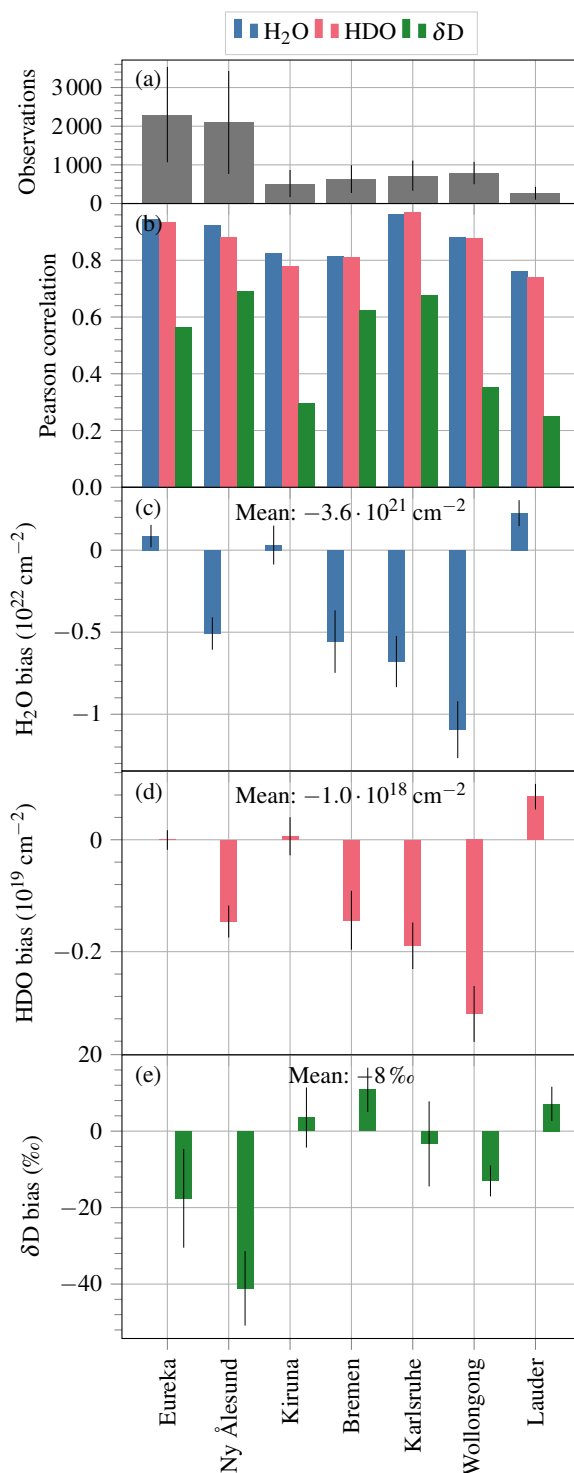 H₂O HDO δD
(a)
3000
2000
1000
0
Observations
(b)
0.8
0.6
0.4
0.2
0.0
Pearson correlation
(c) Mean: −3.6 · 10²¹ cm⁻²
0
−0.5
−1
H₂O bias (10²² cm⁻²)
(d) Mean: −1.0 · 10¹⁸ cm⁻²
0
-0.2
HDO bias (10¹⁹ cm⁻²)
20
(e) Mean: −8 ‰
0
−20
−40
δD bias (‰)
Eureka
Ny Ålesund
Kiruna
Bremen
Karlsruhe
Wollongong
Lauder